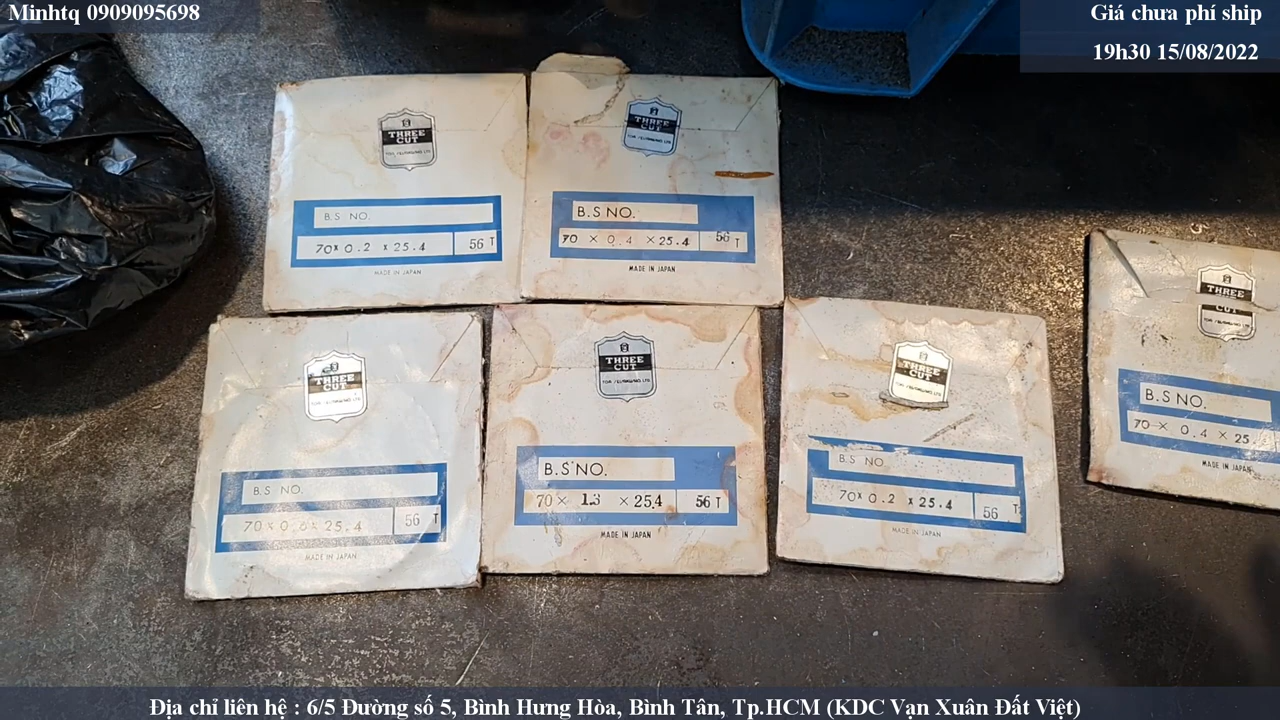 Minhtq 0909095698
Giá chưa phí ship
19h30 15/08/2022
THREE
CUT
B.S NO.
70 x 0.2 x 25.4 56 T
MADE IN JAPAN
THREE
CUT
B.S NO.
70 x 0.4 x 25.4 56 T
MADE IN JAPAN
THREE
CUT
B.S NO.
70 x 0.6 x 25.4 56 T
MADE IN JAPAN
THREE
CUT
B.S NO.
70 x 1.3 x 254 56 T
MADE IN JAPAN
THREE
CUT
B.S NO.
70 x 0.2 x 25.4 56 T
MADE IN JAPAN
THREE
CUT
B.S NO.
70 x 0.4 x 25.
MADE IN JAPAN
Địa chỉ liên hệ : 6/5 Đường số 5, Bình Hưng Hòa, Bình Tân, Tp.HCM (KDC Vạn Xuân Đất Việt)